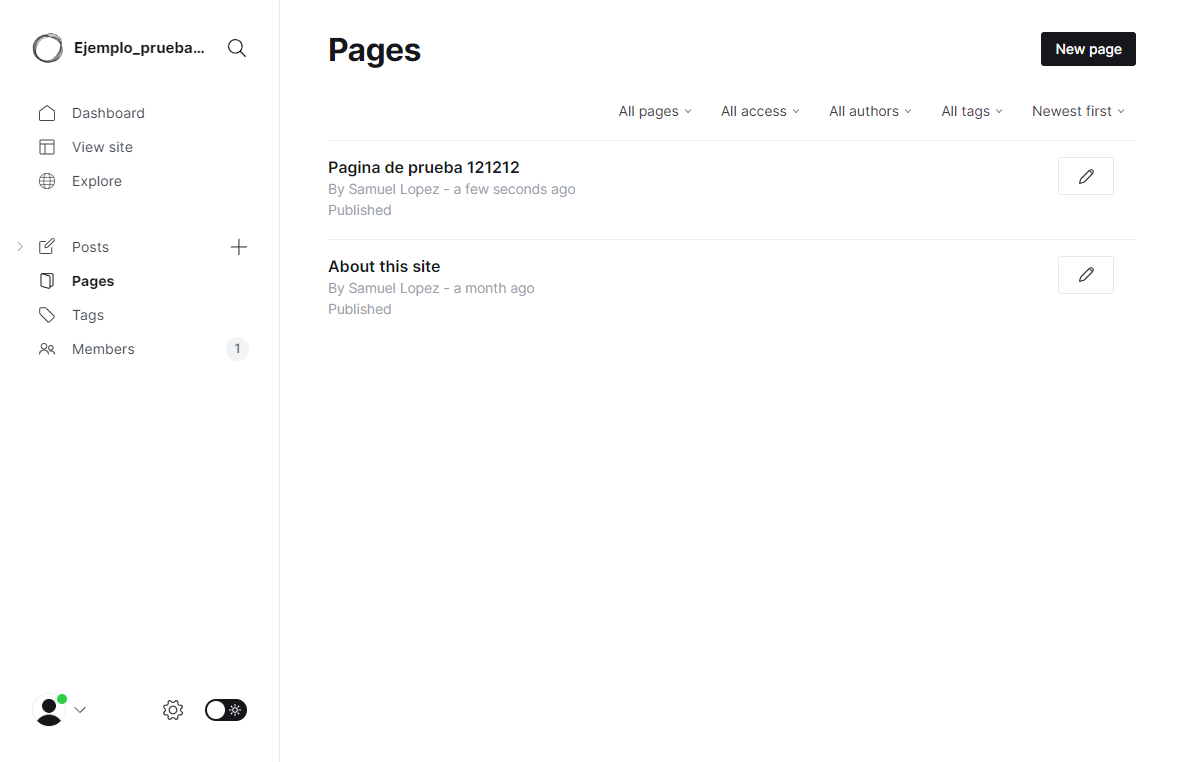 Ejemplo_prueba...
Dashboard
View site
Explore
Posts
Pages
Tags
Members
1
Pages
New page
All pages
All access
All authors
All tags
Newest first
Pagina de prueba 121212
By Samuel Lopez - a few seconds ago
Published
About this site
By Samuel Lopez - a month ago
Published